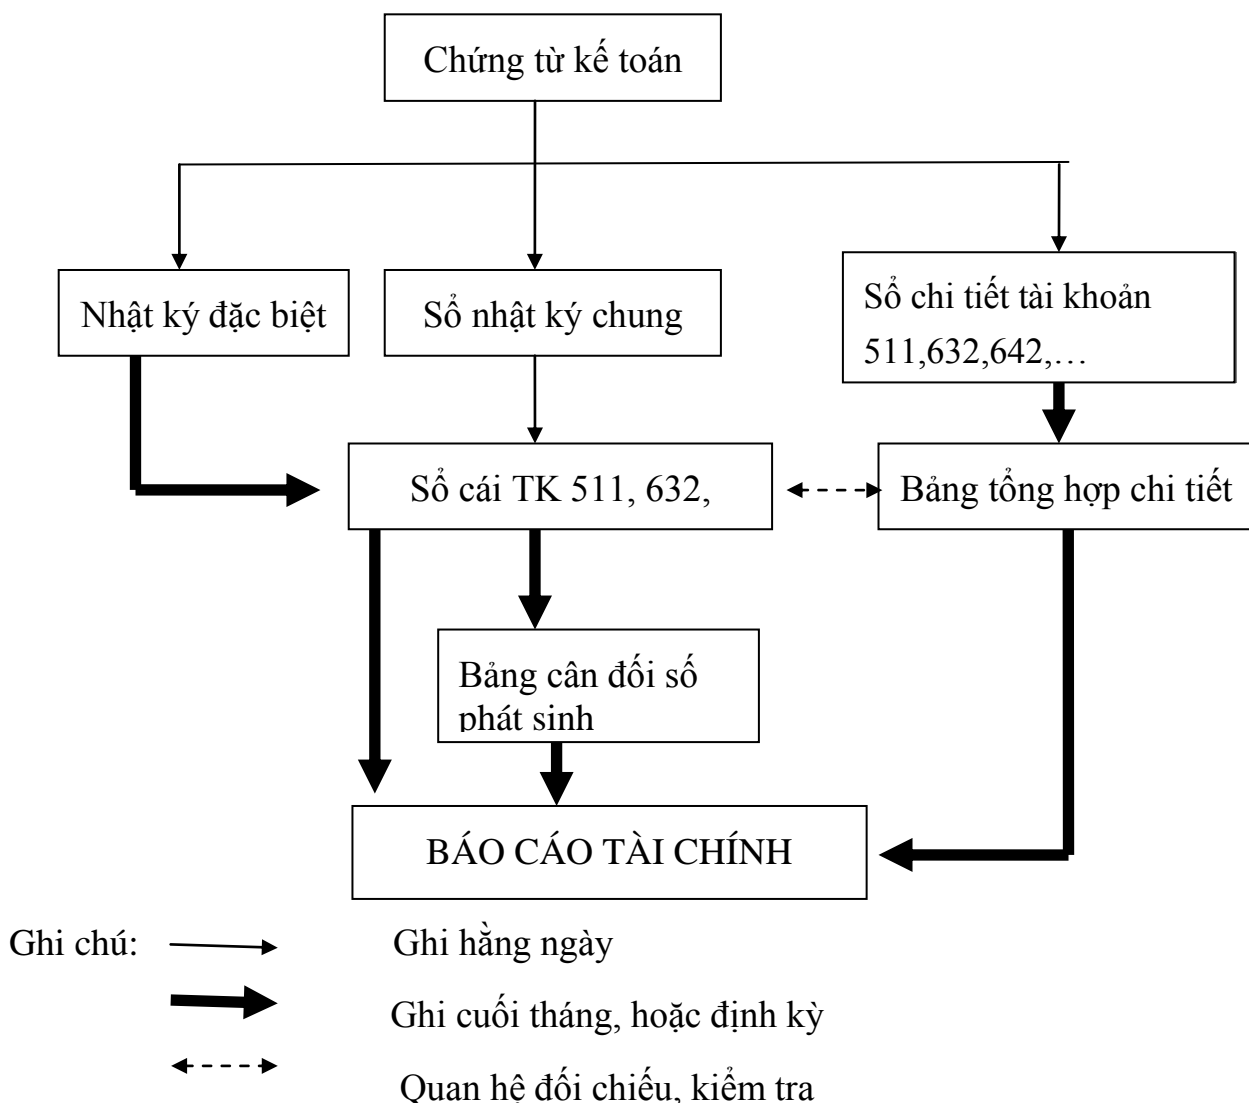 Chứng từ kế toán
Nhật ký đặc biệt
Sổ nhật ký chung
Sổ chi tiết tài khoản
511,632,642,…
Sổ cái TK 511, 632,
Bảng tổng hợp chi tiết
Bảng cân đối số
phát sinh
BÁO CÁO TÀI CHÍNH
Ghi chú:
Ghi hằng ngày
Ghi cuối tháng, hoặc định kỳ
Quan hệ đối chiếu, kiểm tra